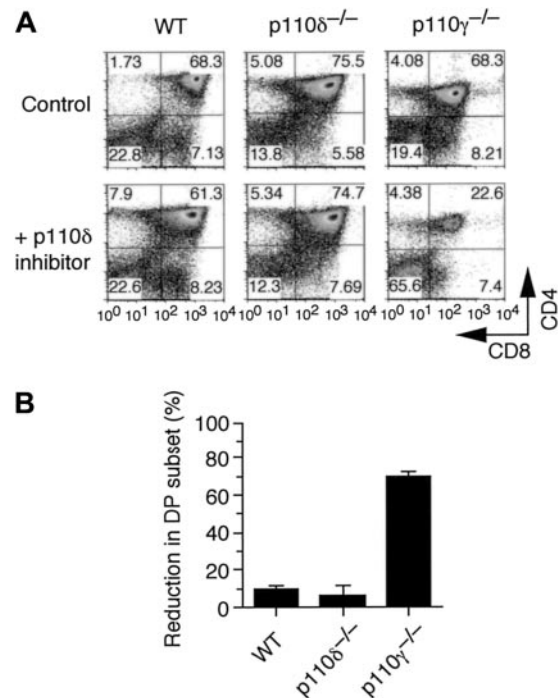 A
WT p110δ–/– p110γ–/–
Control
1.73 68.3 5.08 75.5 4.08 68.3
22.8 7.13 13.8 5.58 19.4 8.21
+ p110δ
inhibitor
7.9 61.3 5.34 74.7 4.38 22.6
22.6 8.23 12.3 7.69 65.6 7.4
10⁰ 10¹ 10² 10³ 10⁴ 10⁰ 10¹ 10² 10³ 10⁴ 10⁰ 10¹ 10² 10³ 10⁴
CD8
CD4
B
Reduction in DP subset (%)
100
80
60
40
20
0
WT
p110δ–/–
p110γ–/–